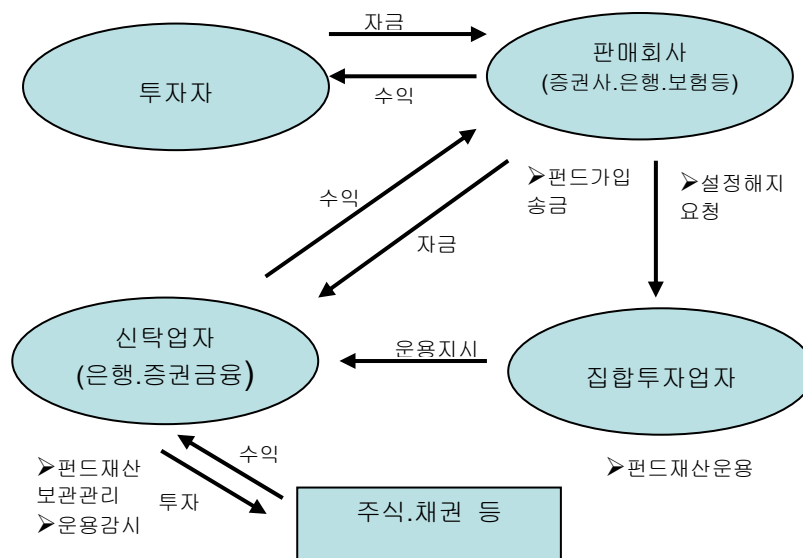 자금
판매회사
(증권사.은행.보험등)
투자자
수익
➢펀드가입
송금
➢설정해지
요청
수익
자금
신탁업자
(은행.증권금융)
운용지시
집합투자업자
➢펀드재산
보관관리
➢운용감시
수익
투자
➢펀드재산운용
주식.채권 등